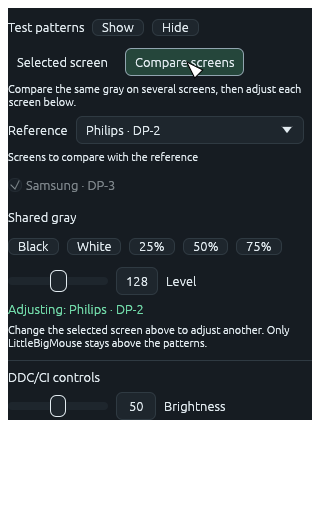 Test patterns Show Hide
Selected screen Compare screens
Compare the same gray on several screens, then adjust each
screen below.
Reference Philips · DP-2
Screens to compare with the reference
Samsung · DP-3
Shared gray
Black White 25% 50% 75%
128 Level
Adjusting: Philips · DP-2
Change the selected screen above to adjust another. Only
LittleBigMouse stays above the patterns.
DDC/CI controls
50 Brightness